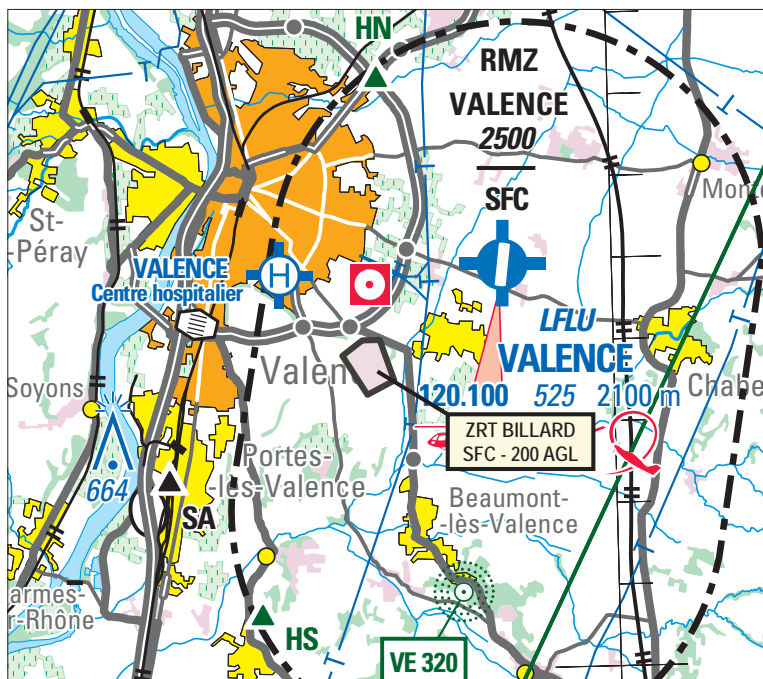 HN
RMZ
VALENCE
2500
SFC
St-
-Péray
Mont
VALENCE
Centre hospitalier
H
LFLU
VALENCE
120.100 525 2100 m
Valen
Chabe
Soyons
ZRT BILLARD
SFC - 200 AGL
664
Portes-
-lès-Valence
SA
Beaumont-
-lès-Valence
armes-
r-Rhône
HS
VE 320